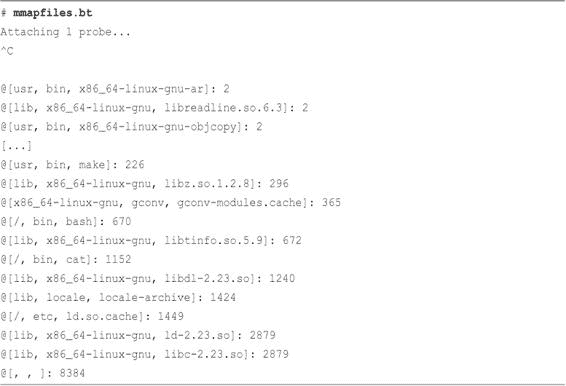 # mmapfiles.bt
Attaching 1 probe...
^C
@[usr, bin, x86_64-linux-gnu-ar]: 2
@[lib, x86_64-linux-gnu, libreadline.so.6.3]: 2
@[usr, bin, x86_64-linux-gnu-objcopy]: 2
[...]
@[usr, bin, make]: 226
@[lib, x86_64-linux-gnu, libz.so.1.2.8]: 296
@[x86_64-linux-gnu, gconv, gconv-modules.cache]: 365
@[/, bin, bash]: 670
@[lib, x86_64-linux-gnu, libtinfo.so.5.9]: 672
@[/, bin, cat]: 1152
@[lib, x86_64-linux-gnu, libdl-2.23.so]: 1240
@[lib, locale, locale-archive]: 1424
@[/, etc, ld.so.cache]: 1449
@[lib, x86_64-linux-gnu, ld-2.23.so]: 2879
@[lib, x86_64-linux-gnu, libc-2.23.so]: 2879
@[, , ]: 8384